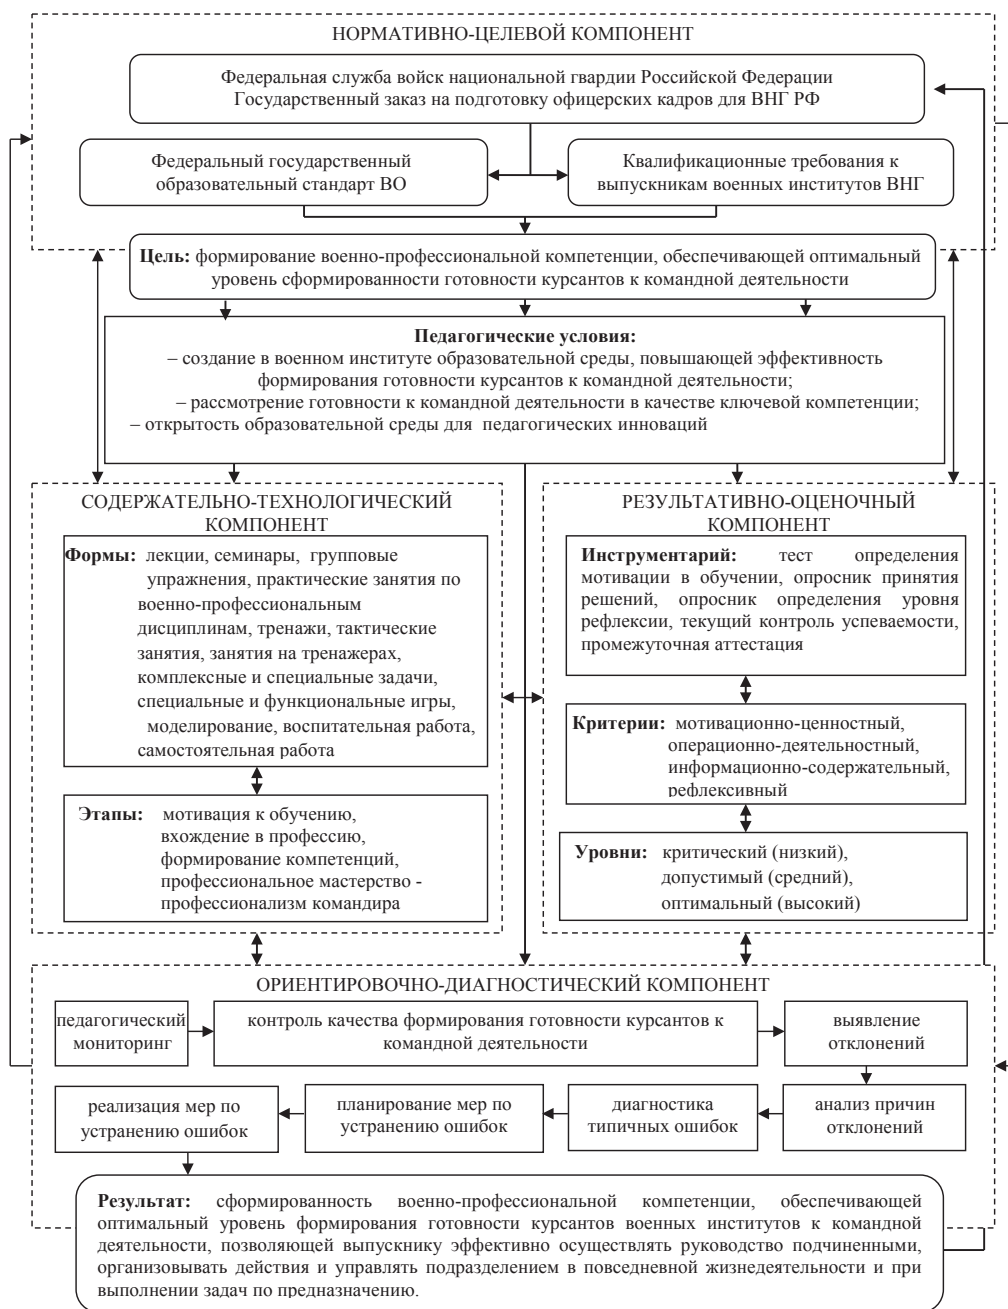 НОРМАТИВНО-ЦЕЛЕВОЙ КОМПОНЕНТ
Федеральная служба войск национальной гвардии Российской Федерации
Государственный заказ на подготовку офицерских кадров для ВНГ РФ
Федеральный государственный
образовательный стандарт ВО
Квалификационные требования к
выпускникам военных институтов ВНГ
Цель: формирование военно-профессиональной компетенции, обеспечивающей оптимальный
уровень сформированности готовности курсантов к командной деятельности
Педагогические условия:
– создание в военном институте образовательной среды, повышающей эффективность
формирования готовности курсантов к командной деятельности;
– рассмотрение готовности к командной деятельности в качестве ключевой компетенции;
– открытость образовательной среды для педагогических инноваций
СОДЕРЖАТЕЛЬНО-ТЕХНОЛОГИЧЕСКИЙ
КОМПОНЕНТ
Формы: лекции, семинары, групповые
упражнения, практические занятия по
военно-профессиональным
дисциплинам, тренажи, тактические
занятия, занятия на тренажерах,
комплексные и специальные задачи,
специальные и функциональные игры,
моделирование, воспитательная работа,
самостоятельная работа
Этапы: мотивация к обучению,
вхождение в профессию,
формирование компетенций,
профессиональное мастерство -
профессионализм командира
РЕЗУЛЬТАТИВНО-ОЦЕНОЧНЫЙ
КОМПОНЕНТ
Инструментарий: тест определения
мотивации в обучении, опросник принятия
решений, опросник определения уровня
рефлексии, текущий контроль успеваемости,
промежуточная аттестация
Критерии: мотивационно-ценностный,
операционно-деятельностный,
информационно-содержательный,
рефлексивный
Уровни: критический (низкий),
допустимый (средний),
оптимальный (высокий)
ОРИЕНТИРОВОЧНО-ДИАГНОСТИЧЕСКИЙ КОМПОНЕНТ
педагогический
мониторинг
контроль качества формирования готовности курсантов к
командной деятельности
выявление
отклонений
анализ причин
отклонений
диагностика
типичных ошибок
планирование мер по
устранению ошибок
реализация мер по
устранению ошибок
Результат: сформированность военно-профессиональной компетенции, обеспечивающей
оптимальный уровень формирования готовности курсантов военных институтов к командной
деятельности, позволяющей выпускнику эффективно осуществлять руководство подчиненными,
организовывать действия и управлять подразделением в повседневной жизнедеятельности и при
выполнении задач по предназначению.